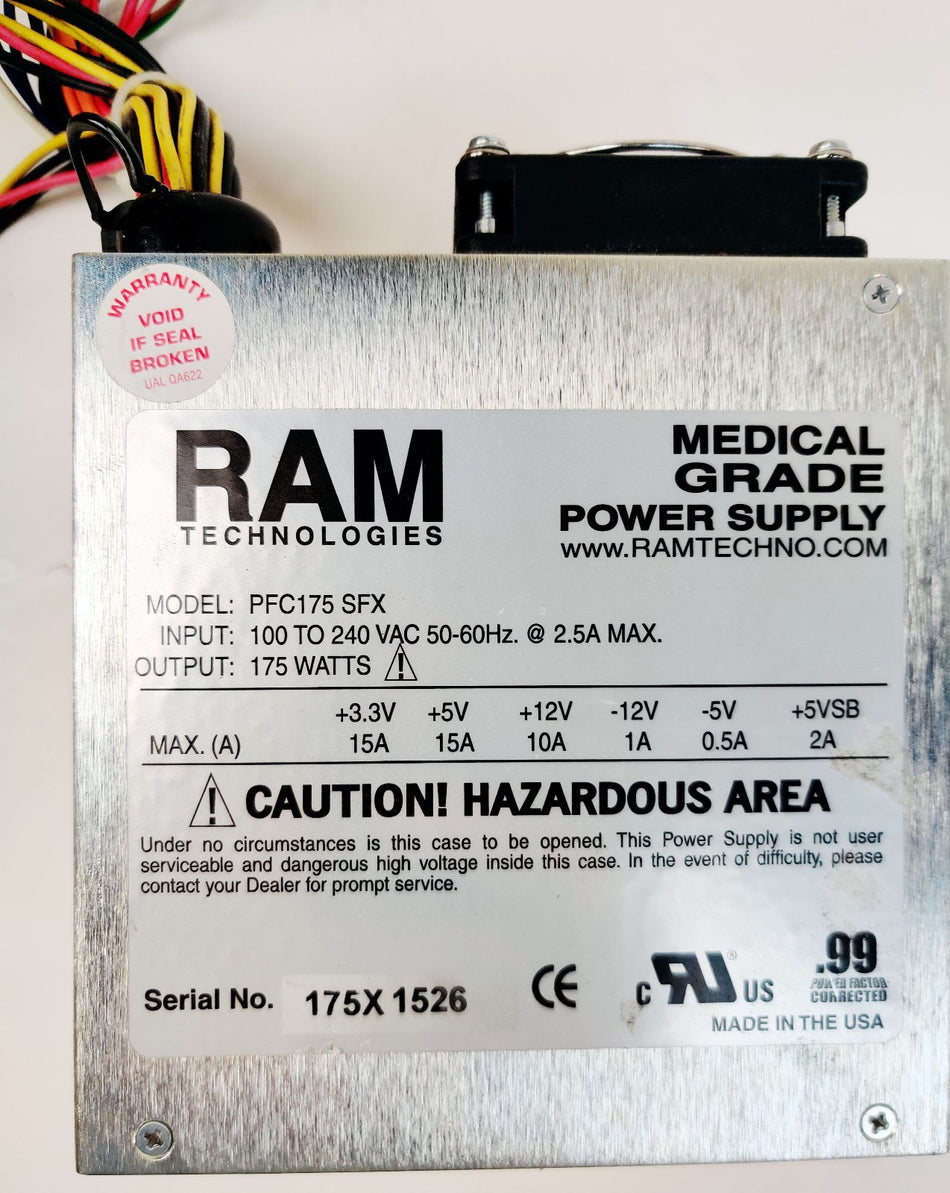 WARRANTY
VOID
IF SEAL
BROKEN
UAL QA622
RAM
TECHNOLOGIES
MEDICAL
GRADE
POWER SUPPLY
www.RAMTECHNO.COM
MODEL: PFC175 SFX
INPUT: 100 TO 240 VAC 50-60Hz. @ 2.5A MAX.
OUTPUT: 175 WATTS
+3.3V +5V +12V -12V -5V +5VSB
MAX. (A) 15A 15A 10A 1A 0.5A 2A
CAUTION! HAZARDOUS AREA
Under no circumstances is this case to be opened. This Power Supply is not user
serviceable and dangerous high voltage inside this case. In the event of difficulty, please
contact your Dealer for prompt service.
Serial No. 175X 1526
CE
c RU ® US
.99
POWER FACTOR
CORRECTED
MADE IN THE USA